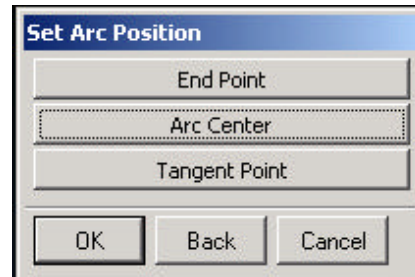 Set Arc Position
End Point
Arc Center
Tangent Point
OK Back Cancel